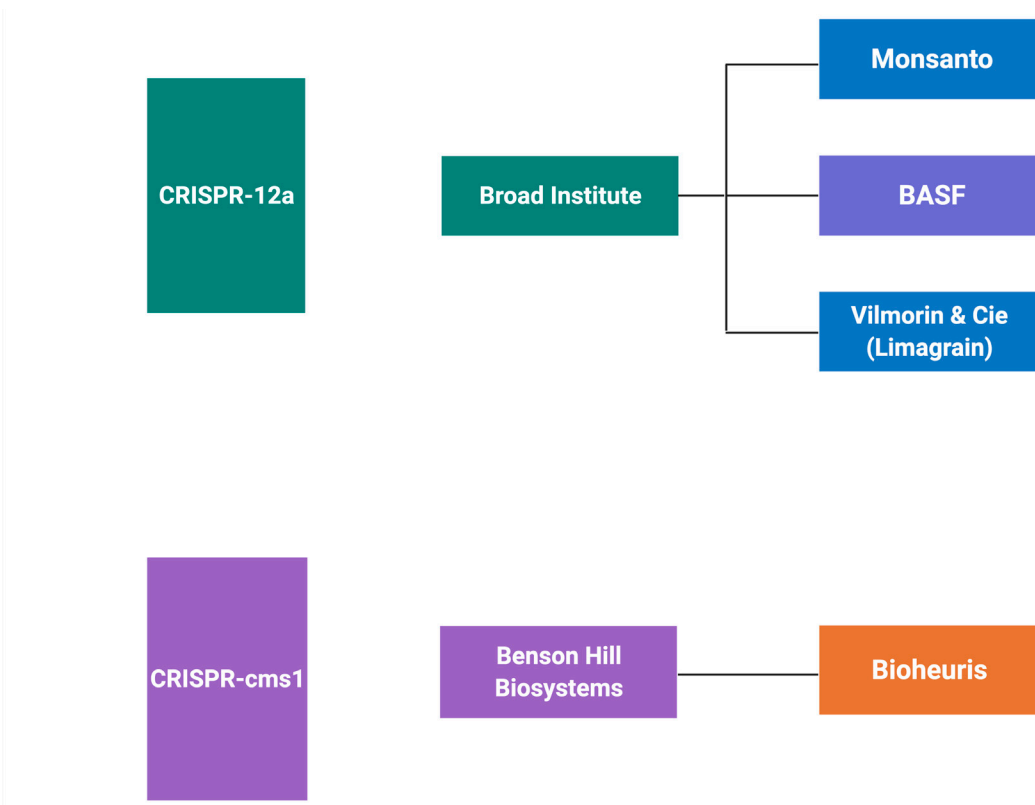 Monsanto
CRISPR-12a
Broad Institute
BASF
Vilmorin & Cie
(Limagrain)
CRISPR-cms1
Benson Hill
Biosystems
Bioheuris